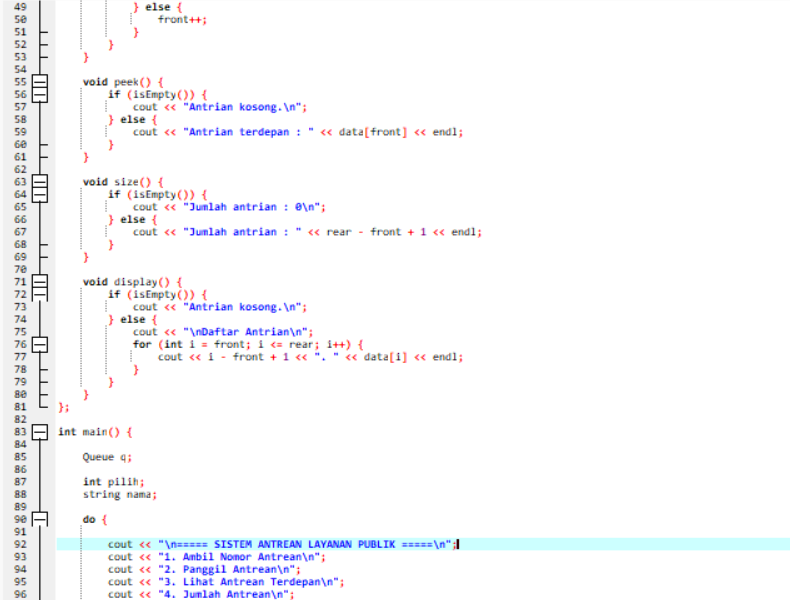 49 } else {
50 front++;
51 }
52 }
53 }
54
55 void peek() {
56 if (isEmpty()) {
57 cout << "Antrian kosong.\n";
58 } else {
59 cout << "Antrian terdepan : " << data[front] << endl;
60 }
61 }
62
63 void size() {
64 if (isEmpty()) {
65 cout << "Jumlah antrian : 0\n";
66 } else {
67 cout << "Jumlah antrian : " << rear - front + 1 << endl;
68 }
69 }
70
71 void display() {
72 if (isEmpty()) {
73 cout << "Antrian kosong.\n";
74 } else {
75 cout << "\nDaftar Antrian\n";
76 for (int i = front; i <= rear; i++) {
77 cout << i - front + 1 << ". " << data[i] << endl;
78 }
79 }
80 }
81 };
82
83 int main() {
84
85 Queue q;
86
87 int pilih;
88 string nama;
89
90 do {
91
92 cout << "\n===== SISTEM ANTREAN LAYANAN PUBLIK =====\n";
93 cout << "1. Ambil Nomor Antrean\n";
94 cout << "2. Panggil Antrean\n";
95 cout << "3. Lihat Antrean Terdepan\n";
96 cout << "4. Jumlah Antrean\n";